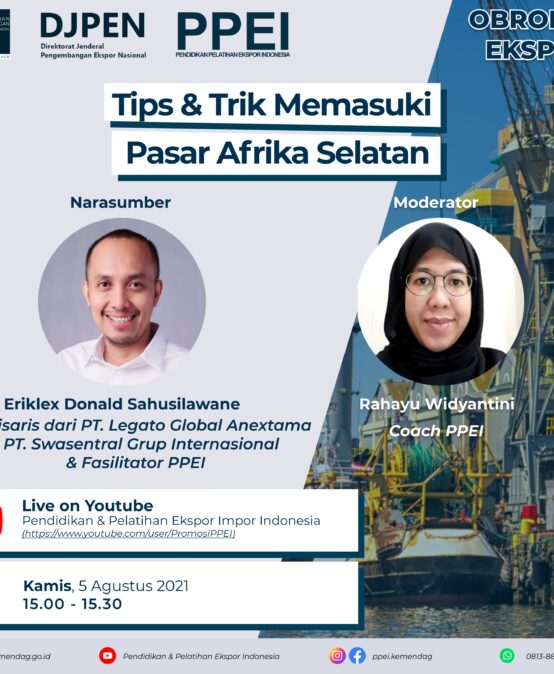 DJPEN
Direktorat Jenderal
Pengembangan Ekspor Nasional
PPEI
PENDIDIKAN PELATIHAN EKSPOR INDONESIA
OBROL
EKSP
Tips & Trik Memasuki
Pasar Afrika Selatan
Narasumber
Moderator
Eriklex Donald Sahusilawane
isaris dari PT. Legato Global Anextama
PT. Swasentral Grup Internasional
& Fasilitator PPEI
Rahayu Widyantini
Coach PPEI
Live on Youtube
Pendidikan & Pelatihan Ekspor Impor Indonesia
(https://www.youtube.com/user/PromosiPPEI)
Kamis, 5 Agustus 2021
15.00 - 15.30
mendag.go.id
Pendidikan & Pelatihan Ekspor Indonesia
ppei.kemendag
0813-88